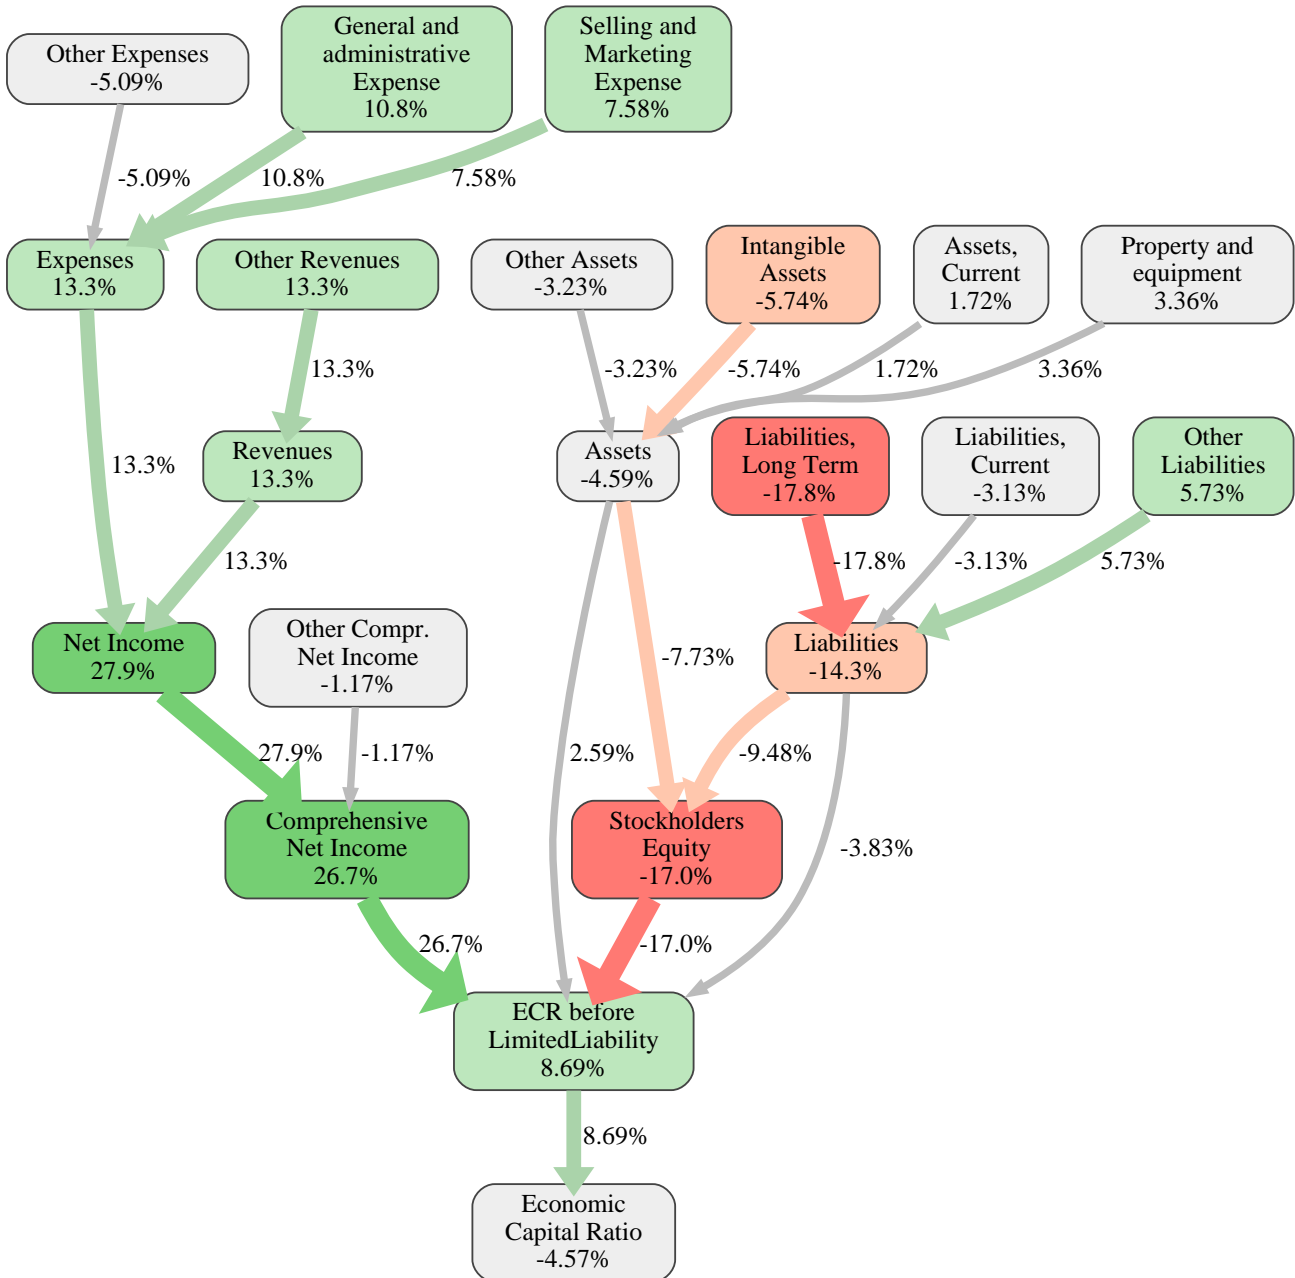 Other Expenses
-5.09%
General and
administrative
Expense
10.8%
Selling and
Marketing
Expense
7.58%
-5.09%
10.8%
7.58%
Expenses
13.3%
Other Revenues
13.3%
Other Assets
-3.23%
Intangible
Assets
-5.74%
Assets,
Current
1.72%
Property and
equipment
3.36%
13.3%
-3.23%
-5.74%
1.72%
3.36%
13.3%
Revenues
13.3%
Assets
-4.59%
Liabilities,
Long Term
-17.8%
Liabilities,
Current
-3.13%
Other
Liabilities
5.73%
13.3%
-17.8%
-3.13%
5.73%
Net Income
27.9%
Other Compr.
Net Income
-1.17%
-7.73%
Liabilities
-14.3%
27.9%
-1.17%
2.59%
-9.48%
Comprehensive
Net Income
26.7%
Stockholders
Equity
-17.0%
-3.83%
26.7%
-17.0%
ECR before
LimitedLiability
8.69%
8.69%
Economic
Capital Ratio
-4.57%